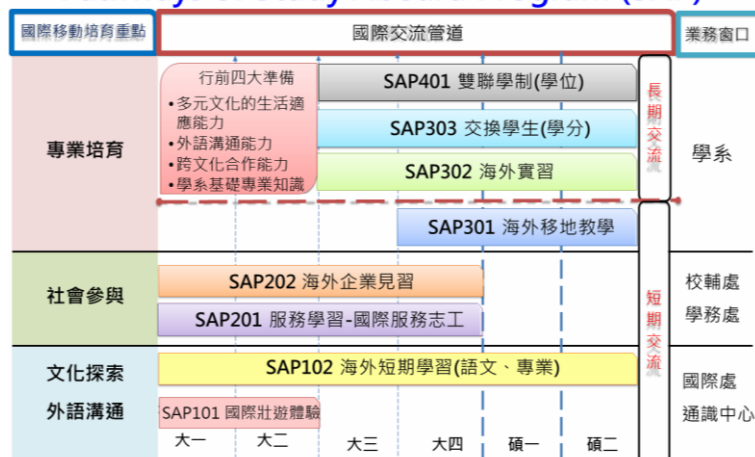 國際移動培育重點
國際交流管道
業務窗口
行前四大準備
•多元文化的生活適
應能力
•外語溝通能力
•跨文化合作能力
•學系基礎專業知識
SAP401 雙聯學制(學位)
SAP303 交換學生(學分)
SAP302 海外實習
SAP301 海外移地教學
長期交流
專業培育
學系
社會參與
SAP202 海外企業見習
SAP201 服務學習-國際服務志工
短期交流
校輔處
學務處
文化探索
外語溝通
SAP102 海外短期學習(語文、專業)
SAP101 國際壯遊體驗
國際處
通識中心
大一
大二
大三
大四
碩一
碩二